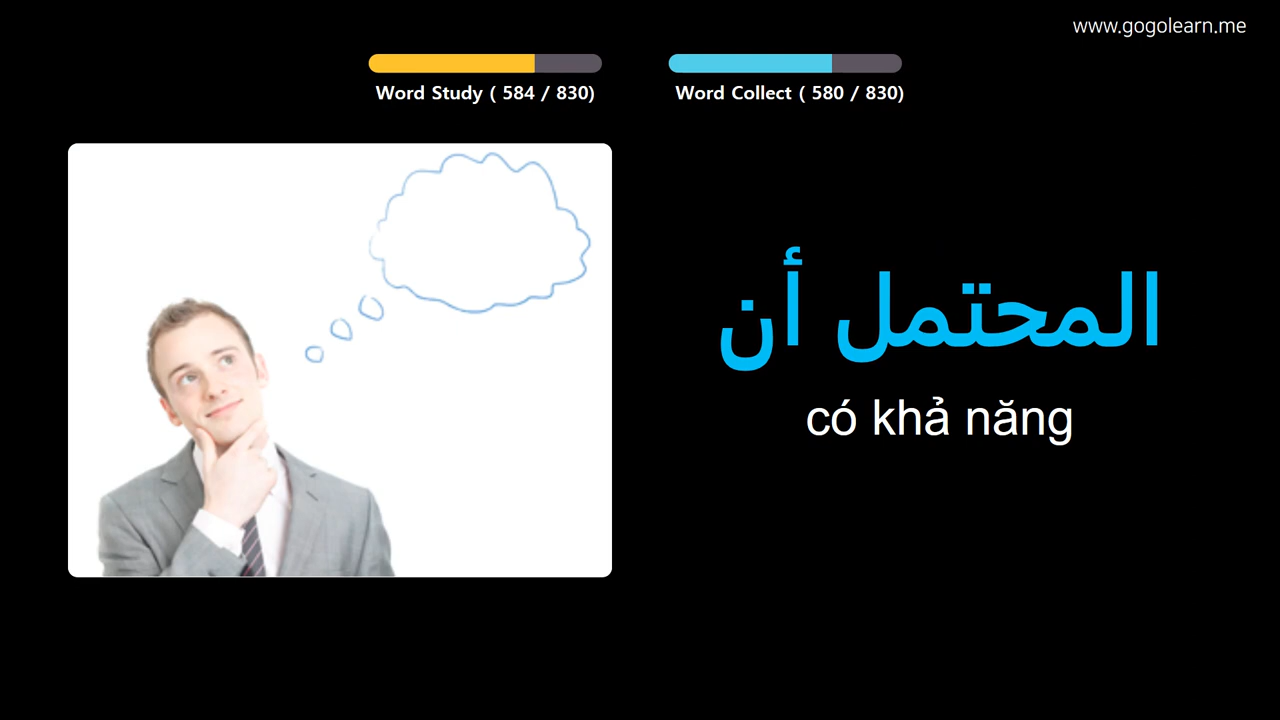 www.gogolearn.me
Word Study ( 584 / 830)
Word Collect ( 580 / 830)
المحتمل أن
có khả năng